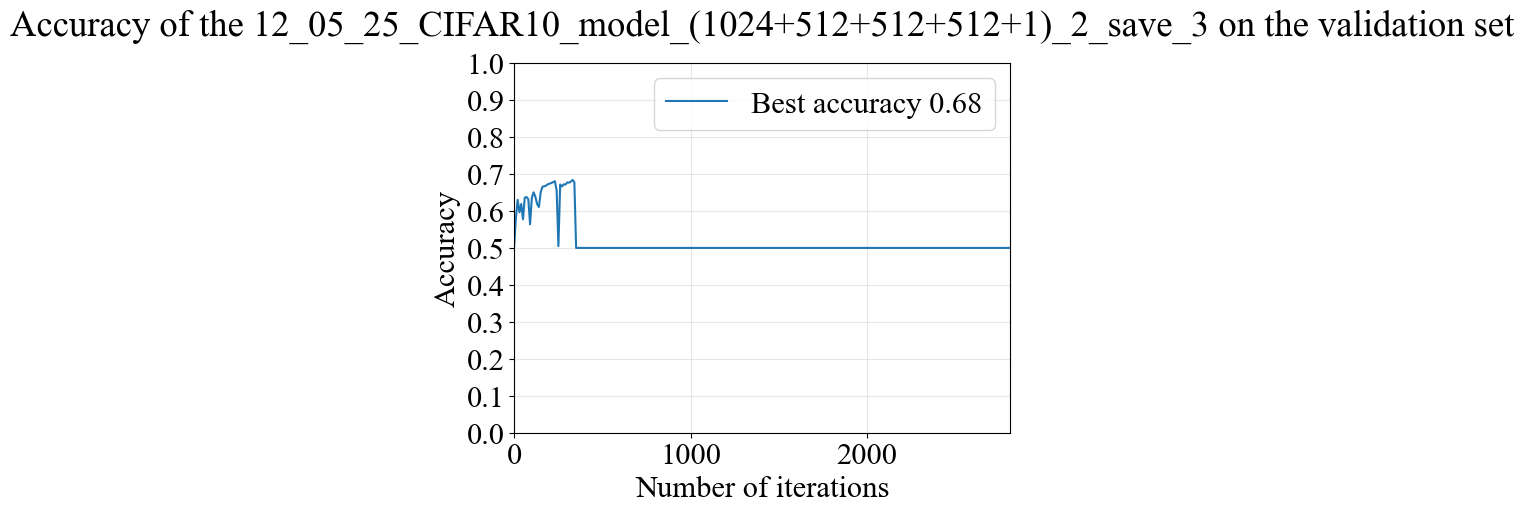 Accuracy of the 12_05_25_CIFAR10_model_(1024+512+512+512+1)_2_save_3 on the validation set
Best accuracy 0.68
Accuracy
1.0
0.9
0.8
0.7
0.6
0.5
0.4
0.3
0.2
0.1
0.0
0 1000 2000
Number of iterations